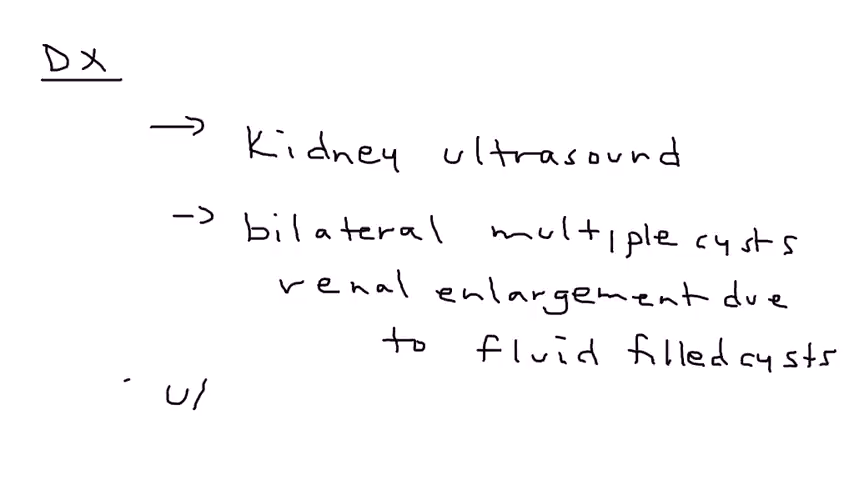 DX
→ Kidney ultrasound
→ bilateral multiple cysts
renal enlargement due
to fluid filled cysts
U/